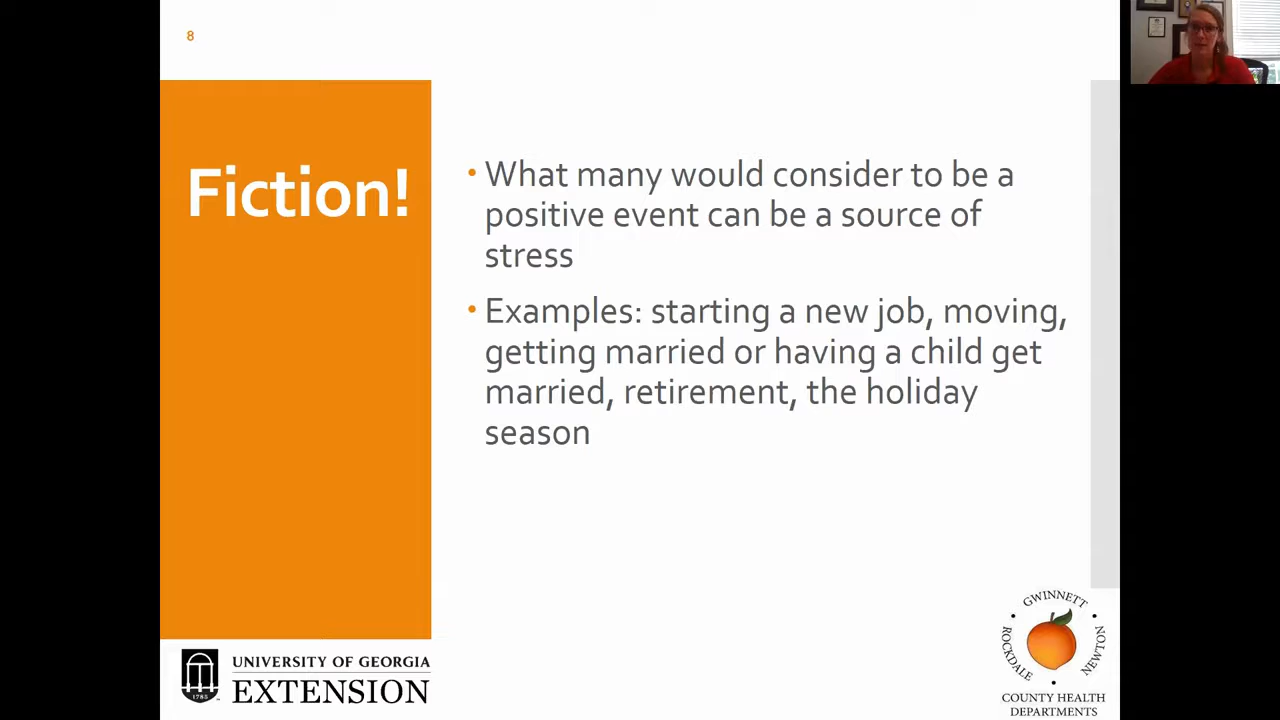 8
Fiction!
• What many would consider to be a
positive event can be a source of
stress
• Examples: starting a new job, moving,
getting married or having a child get
married, retirement, the holiday
season
1785
UNIVERSITY OF GEORGIA
EXTENSION
GWINNETT
ROCKDALE
NEWTON
COUNTY HEALTH
DEPARTMENTS